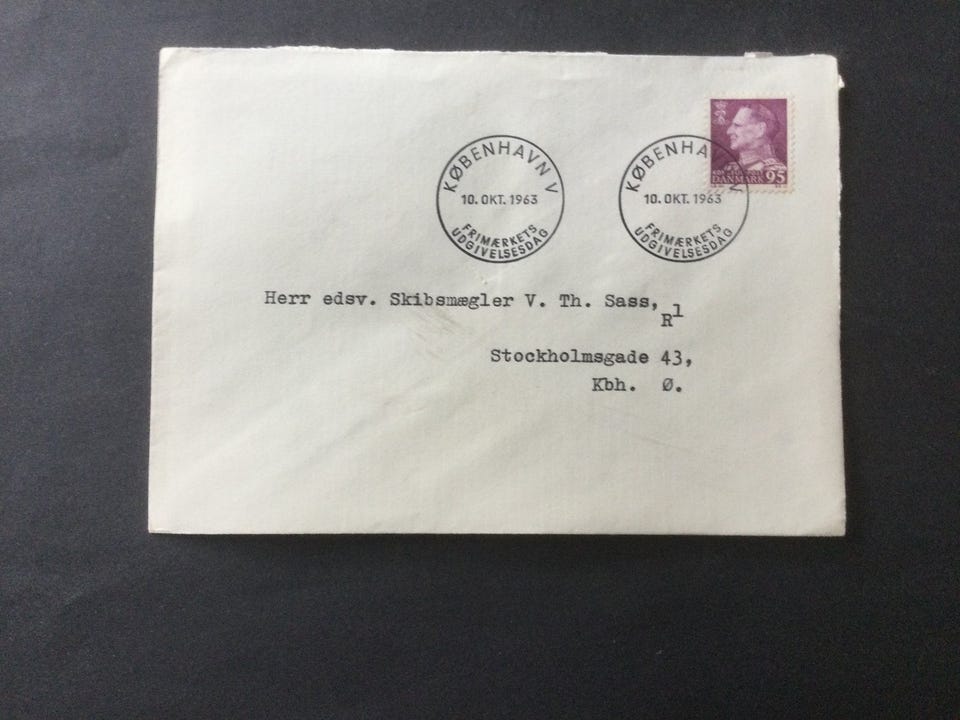 KØBENHAVN V
10. OKT. 1963
FRIMÆRKETS
UDGIVELSESDAG
KØBENHAVN V
10. OKT. 1963
FRIMÆRKETS
UDGIVELSESDAG
DANMARK 95
Herr edsv. Skibsmægler V. Th. Sass,
R1
Stockholmsgade 43,
Kbh. Ø.